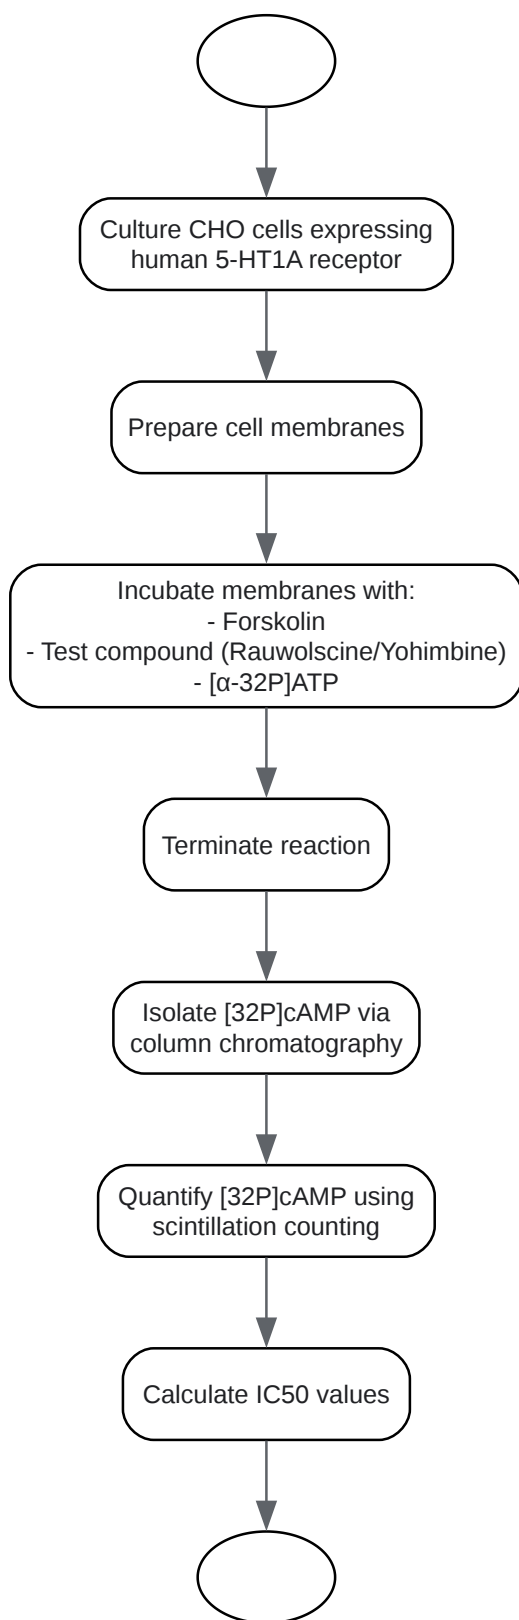 Culture CHO cells expressing
human 5-HT1A receptor
Prepare cell membranes
Incubate membranes with:
- Forskolin
- Test compound (Rauwolscine/Yohimbine)
- [α-32P]ATP
Terminate reaction
Isolate [32P]cAMP via
column chromatography
Quantify [32P]cAMP using
scintillation counting
Calculate IC50 values